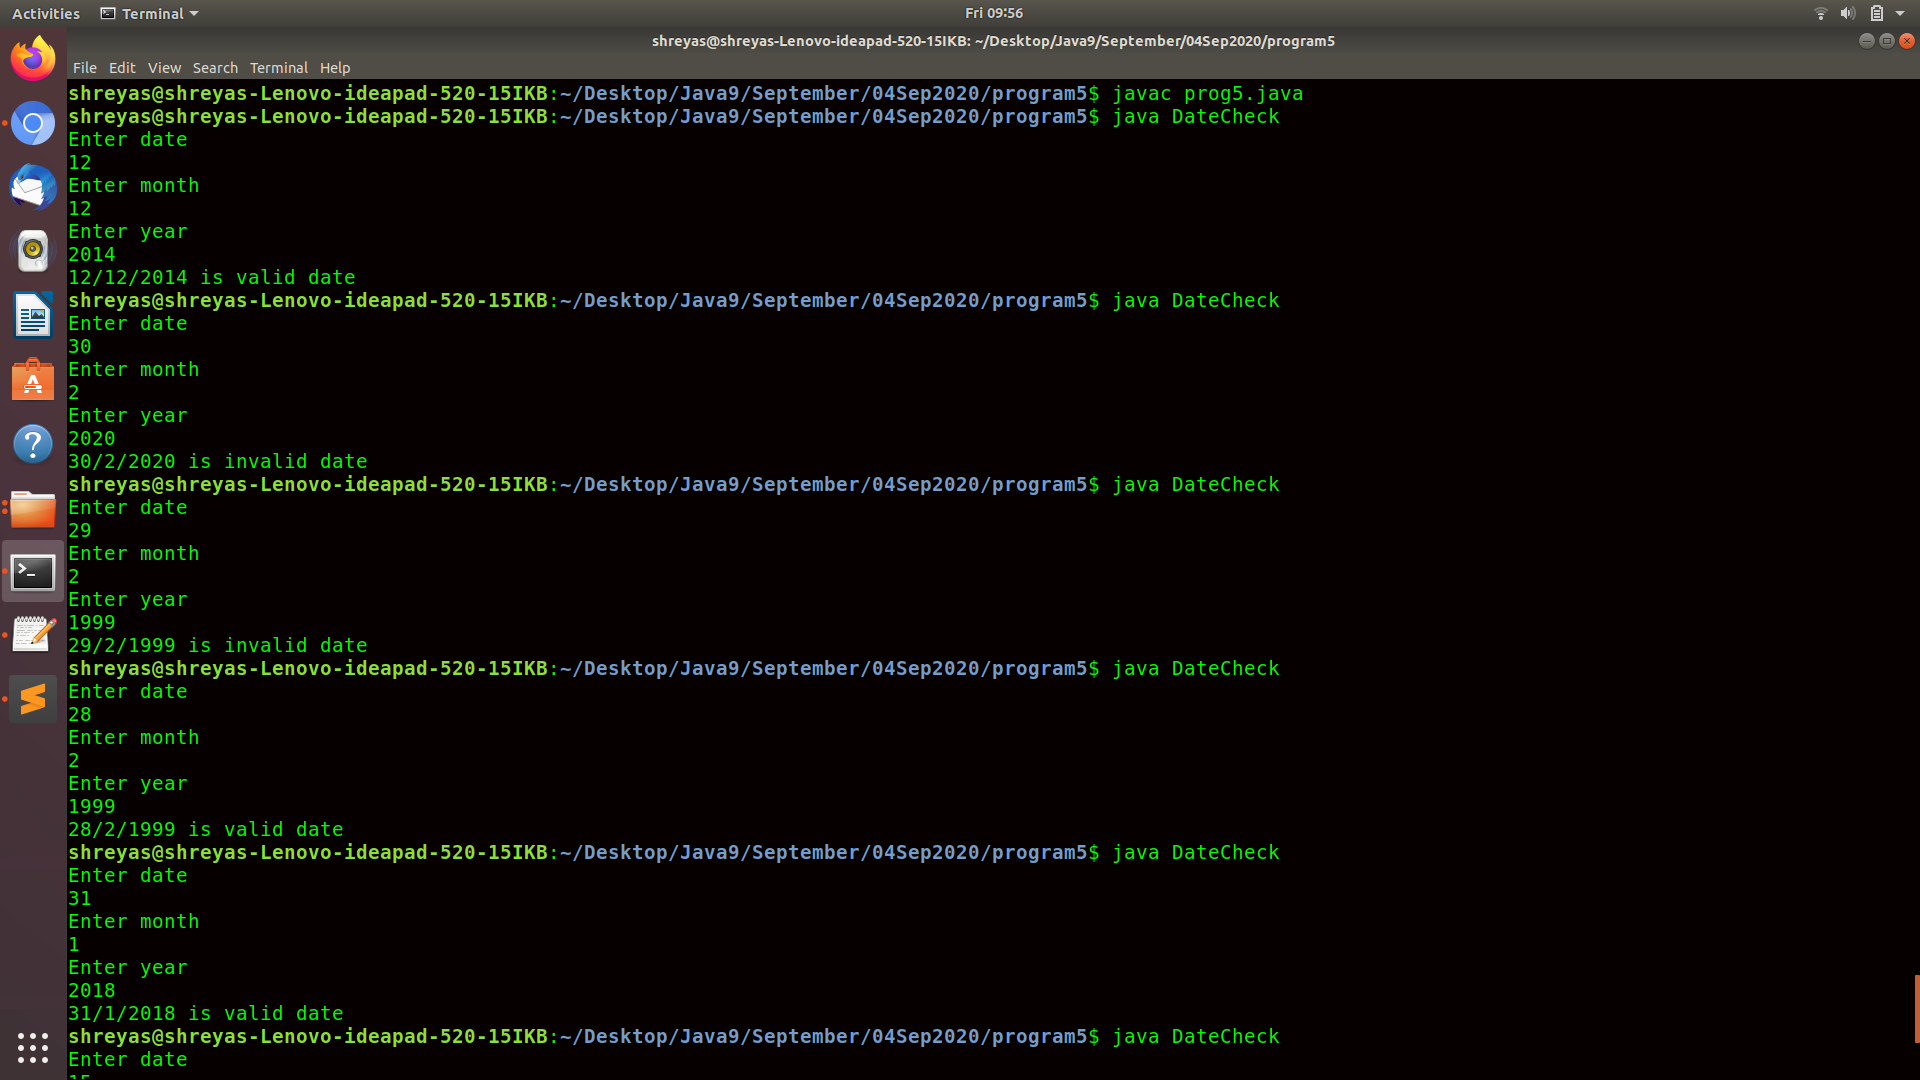 Activities Terminal Fri 09:56
shreyas@shreyas-Lenovo-ideapad-520-15IKB: ~/Desktop/Java9/September/04Sep2020/program5
File Edit View Search Terminal Help
shreyas@shreyas-Lenovo-ideapad-520-15IKB:~/Desktop/Java9/September/04Sep2020/program5$ javac prog5.java
shreyas@shreyas-Lenovo-ideapad-520-15IKB:~/Desktop/Java9/September/04Sep2020/program5$ java DateCheck
Enter date
12
Enter month
12
Enter year
2014
12/12/2014 is valid date
shreyas@shreyas-Lenovo-ideapad-520-15IKB:~/Desktop/Java9/September/04Sep2020/program5$ java DateCheck
Enter date
30
Enter month
2
Enter year
2020
30/2/2020 is invalid date
shreyas@shreyas-Lenovo-ideapad-520-15IKB:~/Desktop/Java9/September/04Sep2020/program5$ java DateCheck
Enter date
29
Enter month
2
Enter year
1999
29/2/1999 is invalid date
shreyas@shreyas-Lenovo-ideapad-520-15IKB:~/Desktop/Java9/September/04Sep2020/program5$ java DateCheck
Enter date
28
Enter month
2
Enter year
1999
28/2/1999 is valid date
shreyas@shreyas-Lenovo-ideapad-520-15IKB:~/Desktop/Java9/September/04Sep2020/program5$ java DateCheck
Enter date
31
Enter month
1
Enter year
2018
31/1/2018 is valid date
shreyas@shreyas-Lenovo-ideapad-520-15IKB:~/Desktop/Java9/September/04Sep2020/program5$ java DateCheck
Enter date